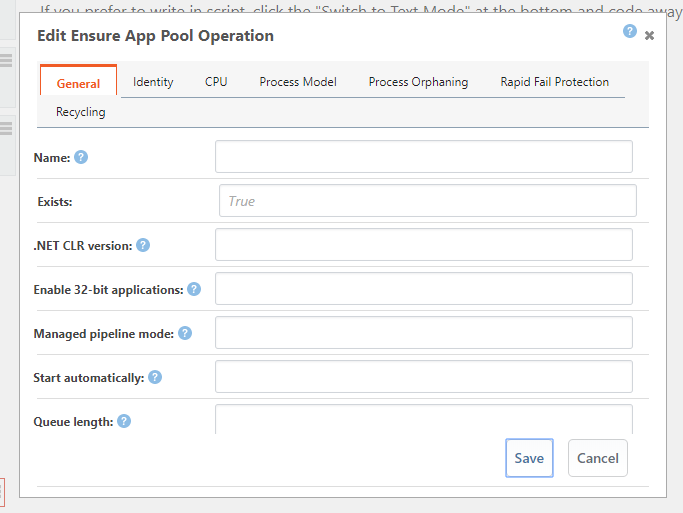 If you prefer to write in script, click the "Switch to Text Mode" at the bottom and code away
Edit Ensure App Pool Operation
General Identity CPU Process Model Process Orphaning Rapid Fail Protection
Recycling
Name: ?
Exists: True
.NET CLR version: ?
Enable 32-bit applications: ?
Managed pipeline mode: ?
Start automatically: ?
Queue length: ?
Save Cancel